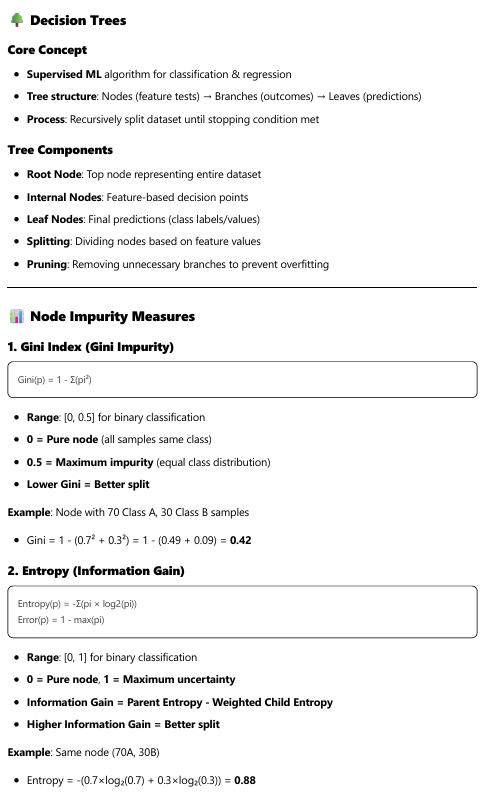 🌳 Decision Trees
Core Concept
• Supervised ML algorithm for classification & regression
• Tree structure: Nodes (feature tests) → Branches (outcomes) → Leaves (predictions)
• Process: Recursively split dataset until stopping condition met
Tree Components
• Root Node: Top node representing entire dataset
• Internal Nodes: Feature-based decision points
• Leaf Nodes: Final predictions (class labels/values)
• Splitting: Dividing nodes based on feature values
• Pruning: Removing unnecessary branches to prevent overfitting
📊 Node Impurity Measures
1. Gini Index (Gini Impurity)
Gini(p) = 1 - Σ(pi²)
• Range: [0, 0.5] for binary classification
• 0 = Pure node (all samples same class)
• 0.5 = Maximum impurity (equal class distribution)
• Lower Gini = Better split
Example: Node with 70 Class A, 30 Class B samples
• Gini = 1 - (0.7² + 0.3²) = 1 - (0.49 + 0.09) = 0.42
2. Entropy (Information Gain)
Entropy(p) = -Σ(pi × log2(pi))
Error(p) = 1 - max(pi)
• Range: [0, 1] for binary classification
• 0 = Pure node, 1 = Maximum uncertainty
• Information Gain = Parent Entropy - Weighted Child Entropy
• Higher Information Gain = Better split
Example: Same node (70A, 30B)
• Entropy = -(0.7×log₂(0.7) + 0.3×log₂(0.3)) = 0.88